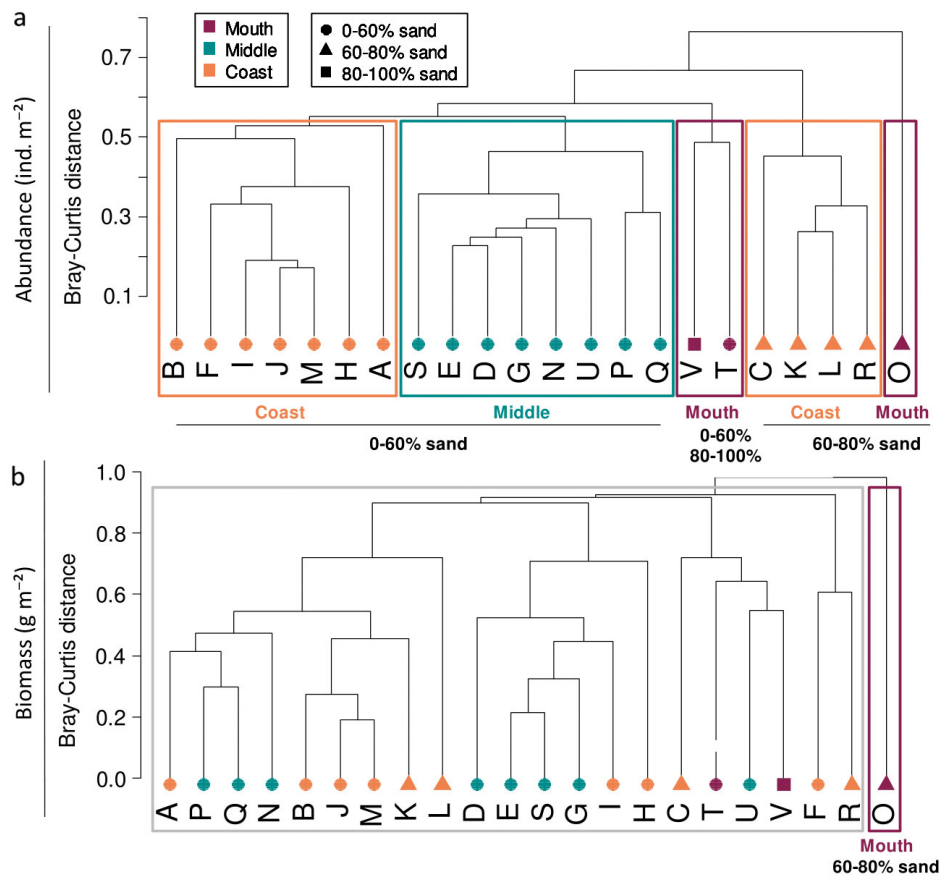 a
Mouth
Middle
Coast
0-60% sand
60-80% sand
80-100% sand
Abundance (ind. m⁻²)
Bray-Curtis distance
0.7
0.5
0.3
0.1
B F I J M H A S E D G N U P Q V T C K L R O
Coast Middle Mouth Coast Mouth
0-60% sand 0-60% 60-80% sand
80-100%
b
Biomass (g m⁻²)
Bray-Curtis distance
1.0
0.8
0.6
0.4
0.2
0.0
A P Q N B J M K L D E S G I H C T U V F R O
Mouth
60-80% sand